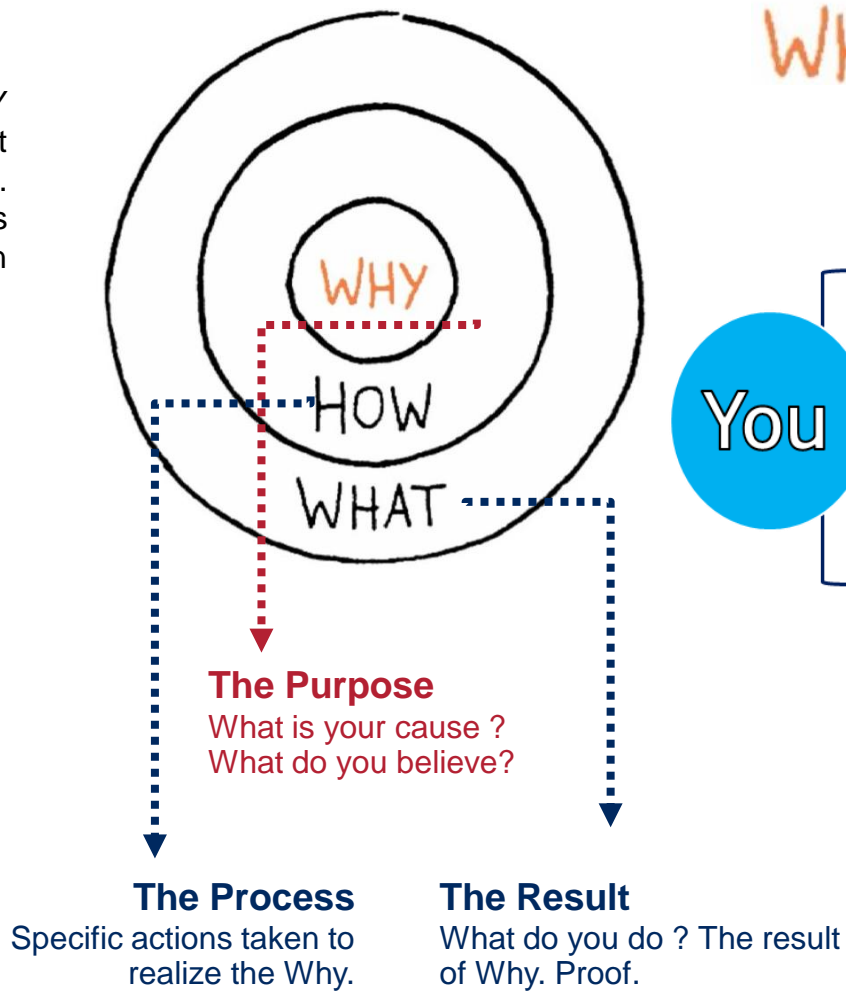 WHY
HOW
WHAT
You
The Purpose
What is your cause ?
What do you believe?
The Process
Specific actions taken to
realize the Why.
The Result
What do you do ? The result
of Why. Proof.